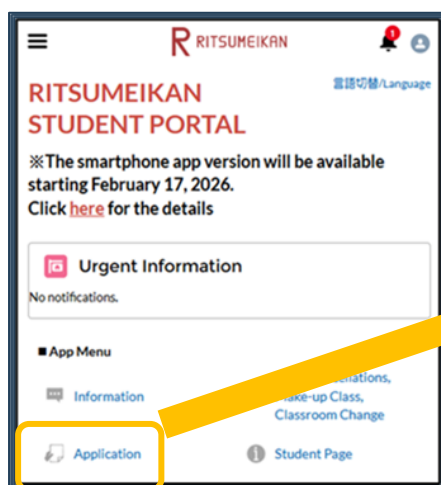 RITSUMEIKAN
言語切替/Language
RITSUMEIKAN
STUDENT PORTAL
※The smartphone app version will be available
starting February 17, 2026.
Click here for the details
Urgent Information
No notifications.
■App Menu
Information
Make-up Class,
Classroom Change
Application
Student Page